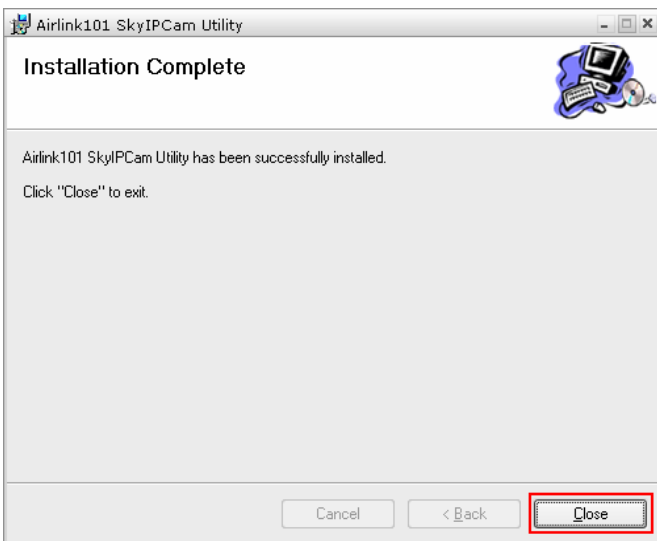 Airlink101 SkyIPCam Utility
Installation Complete
Airlink101 SkyIPCam Utility has been successfully installed.
Click "Close" to exit.
Cancel
< Back
Close